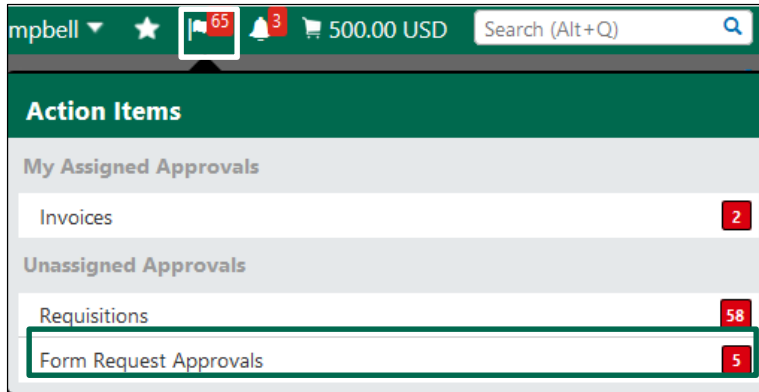 mpbell 65 3 500.00 USD Search (Alt+Q)
Action Items
My Assigned Approvals
Invoices 2
Unassigned Approvals
Requisitions 58
Form Request Approvals 5